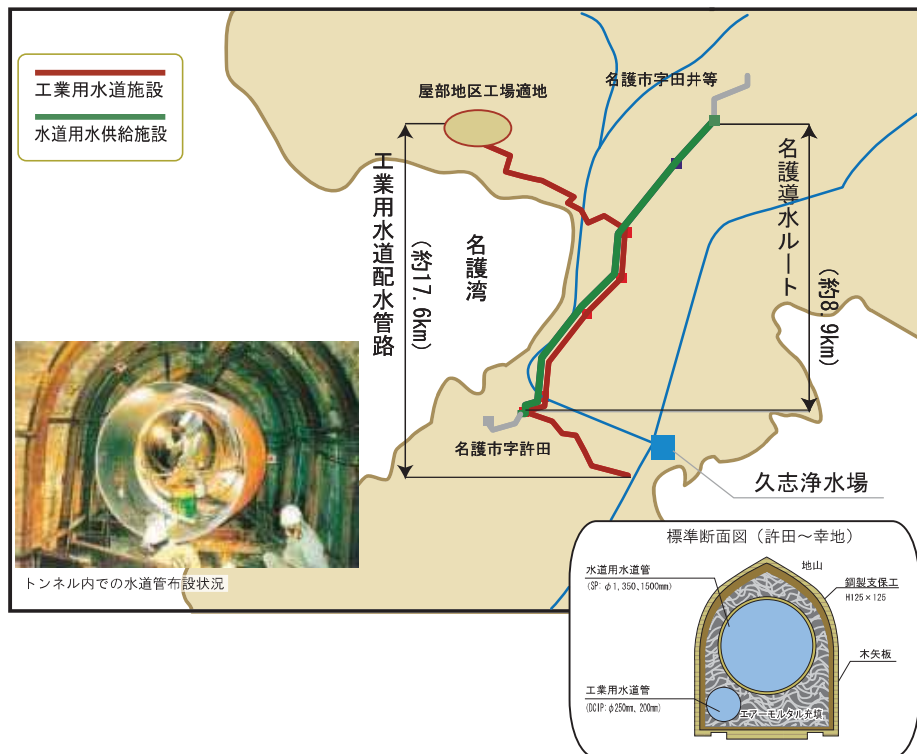 工業用水道施設
水道用水供給施設
屋部地区工場適地
名護市字田井等
工業用水道配水管路
(約17.6km)
名護湾
名護導水ルート
(約8.9km)
名護市字許田
久志浄水場
トンネル内での水道管布設状況
標準断面図(許田～幸地)
地山
水道用水道管
(SP:φ1,350、1500mm)
鋼製支保工
H125×125
木矢板
工業用水道管
(DCIP:φ250mm、200mm)
エアーモルタル充填